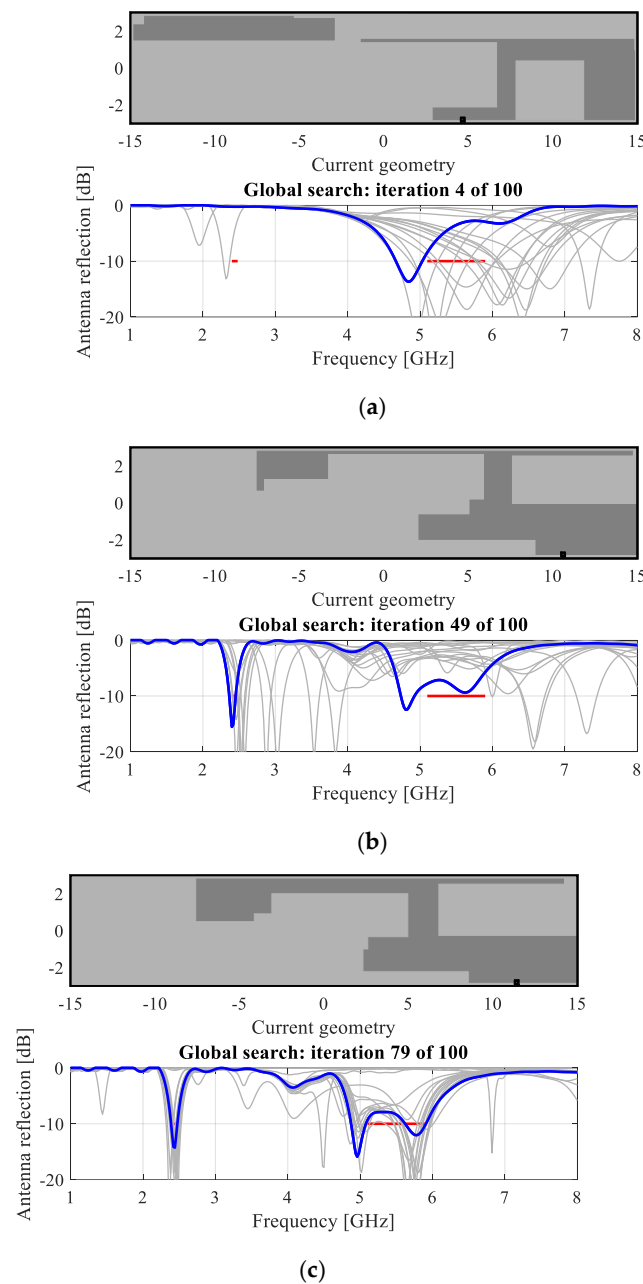 2
0
-2
-15 -10 -5 0 5 10 15
Current geometry
Global search: iteration 4 of 100
Antenna reflection [dB]
0
-10
-20
1 2 3 4 5 6 7 8
Frequency [GHz]
(a)
2
0
-2
-15 -10 -5 0 5 10 15
Current geometry
Global search: iteration 49 of 100
Antenna reflection [dB]
0
-10
-20
1 2 3 4 5 6 7 8
Frequency [GHz]
(b)
2
0
-2
-15 -10 -5 0 5 10 15
Current geometry
Global search: iteration 79 of 100
Antenna reflection [dB]
0
-10
-20
1 2 3 4 5 6 7 8
Frequency [GHz]
(c)